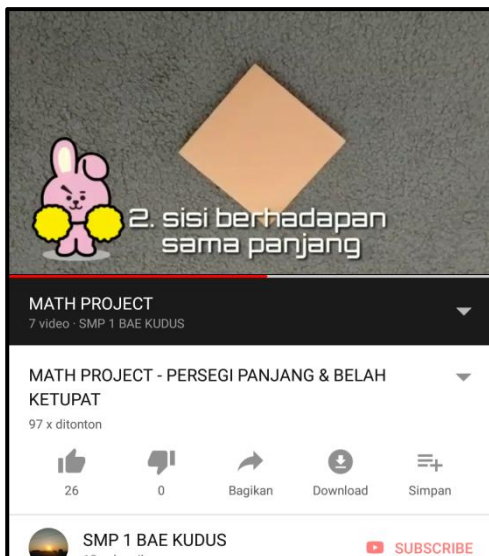 2. sisi berhadapan
sama panjang
MATH PROJECT
7 video · SMP 1 BAE KUDUS
MATH PROJECT - PERSEGI PANJANG & BELAH
KETUPAT
97 x ditonton
26
0
Bagikan
Download
Simpan
SMP 1 BAE KUDUS
SUBSCRIBE